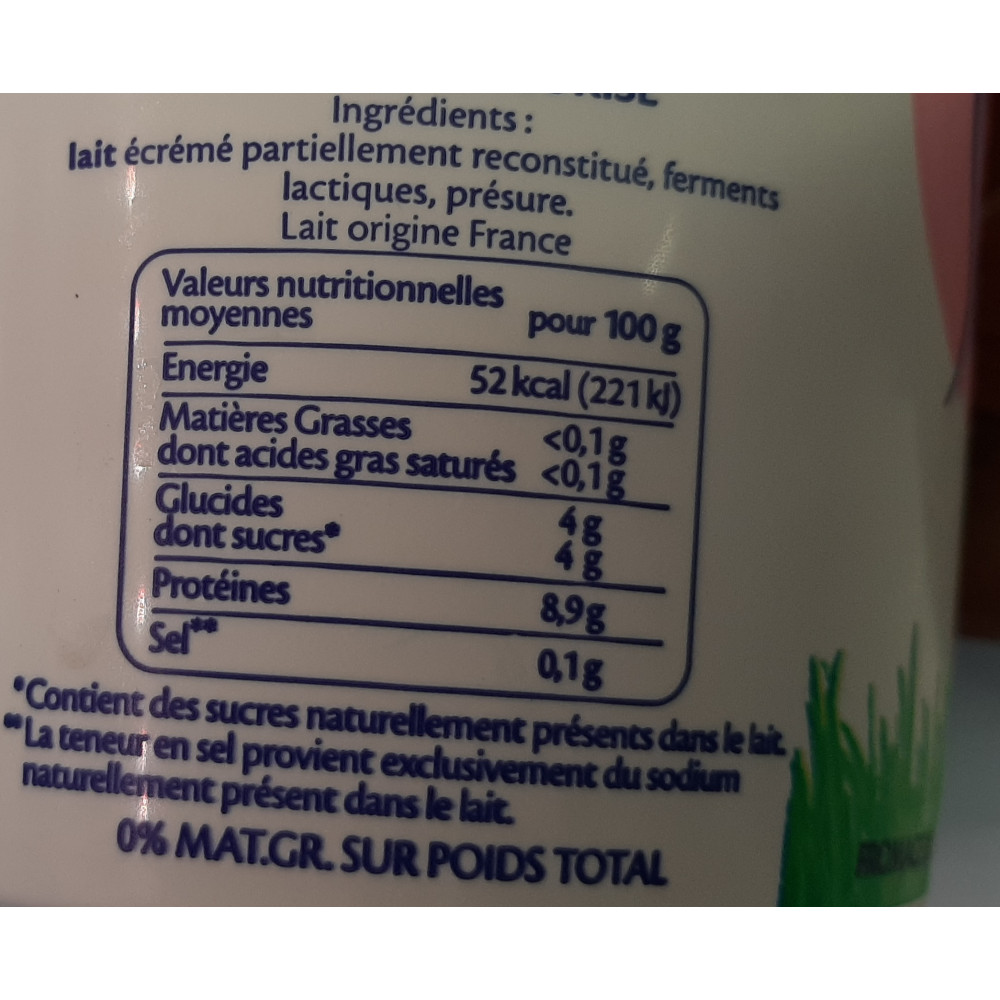 Ingrédients :
lait écrémé partiellement reconstitué, ferments
lactiques, présure.
Lait origine France
Valeurs nutritionnelles
moyennes pour 100 g
Energie 52 kcal (221 kJ)
Matières Grasses <0,1 g
dont acides gras saturés <0,1 g
Glucides 4 g
dont sucres* 4 g
Protéines 8,9 g
Sel** 0,1 g
*Contient des sucres naturellement présents dans le lait.
**La teneur en sel provient exclusivement du sodium
naturellement présent dans le lait.
0% MAT.GR. SUR POIDS TOTAL